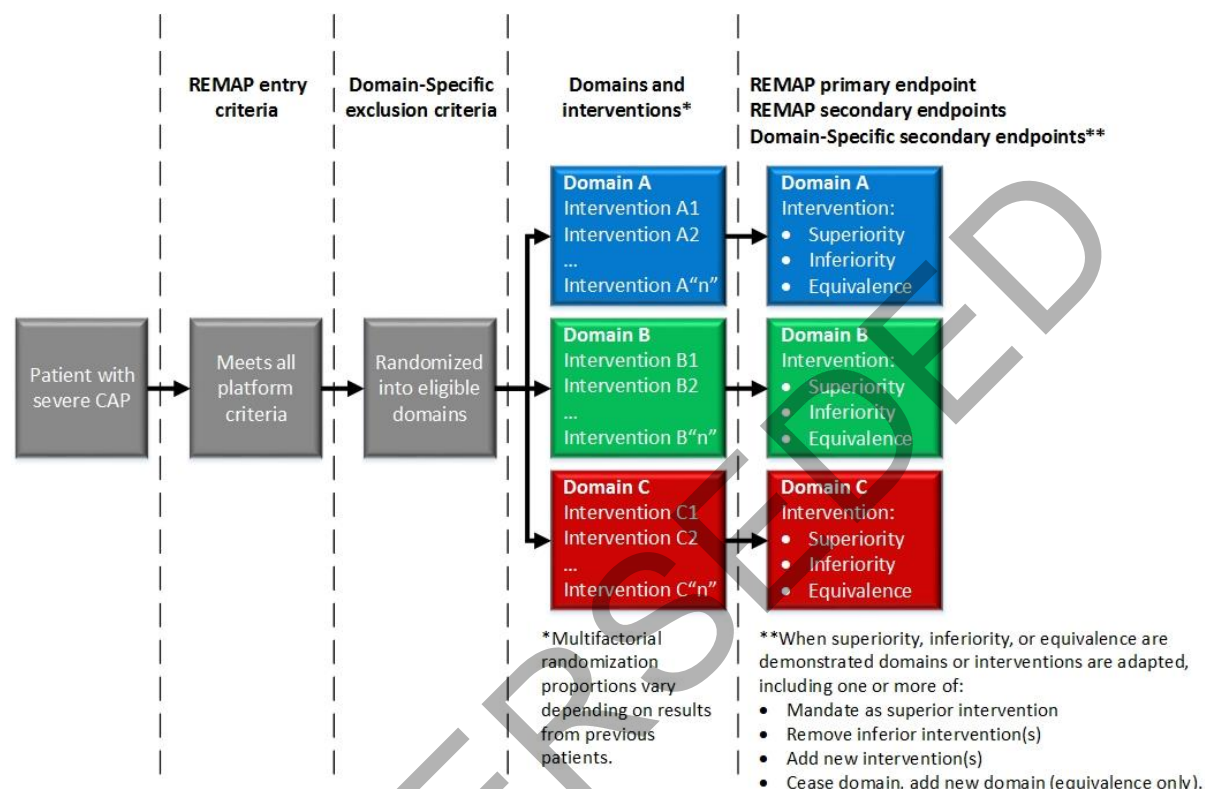 REMAP entry
criteria
Domain-Specific
exclusion criteria
Domains and
interventions*
REMAP primary endpoint
REMAP secondary endpoints
Domain-Specific secondary endpoints**
Patient with
severe CAP
Meets all
platform
criteria
Randomized
into eligible
domains
Domain A
Intervention A1
Intervention A2
...
Intervention A“n”
Domain A
Intervention:
• Superiority
• Inferiority
• Equivalence
Domain B
Intervention B1
Intervention B2
...
Intervention B“n”
Domain B
Intervention:
• Superiority
• Inferiority
• Equivalence
Domain C
Intervention C1
Intervention C2
...
Intervention C“n”
Domain C
Intervention:
• Superiority
• Inferiority
• Equivalence
*Multifactorial
randomization
proportions vary
depending on results
from previous
patients.
**When superiority, inferiority, or equivalence are
demonstrated domains or interventions are adapted,
including one or more of:
• Mandate as superior intervention
• Remove inferior intervention(s)
• Add new intervention(s)
• Cease domain, add new domain (equivalence only).
ERSEDED